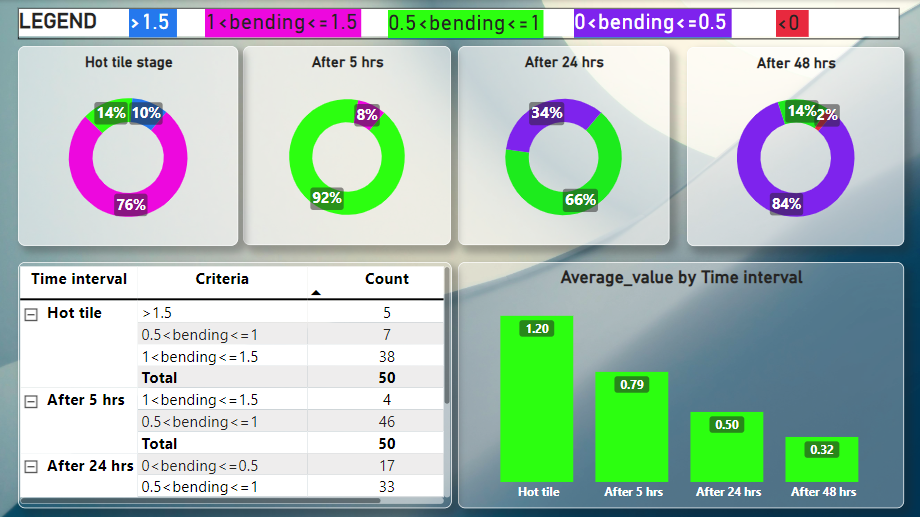 LEGEND >1.5 1<bending<=1.5 0.5<bending<=1 0<bending<=0.5 <0
Hot tile stage
14% 10%
76%
After 5 hrs
8%
92%
After 24 hrs
34%
66%
After 48 hrs
14% 2%
84%
Time interval Criteria Count
Hot tile >1.5 5
0.5<bending<=1 7
1<bending<=1.5 38
Total 50
After 5 hrs 1<bending<=1.5 4
0.5<bending<=1 46
Total 50
After 24 hrs 0<bending<=0.5 17
0.5<bending<=1 33
Average_value by Time interval
1.20
0.79
0.50
0.32
Hot tile After 5 hrs After 24 hrs After 48 hrs